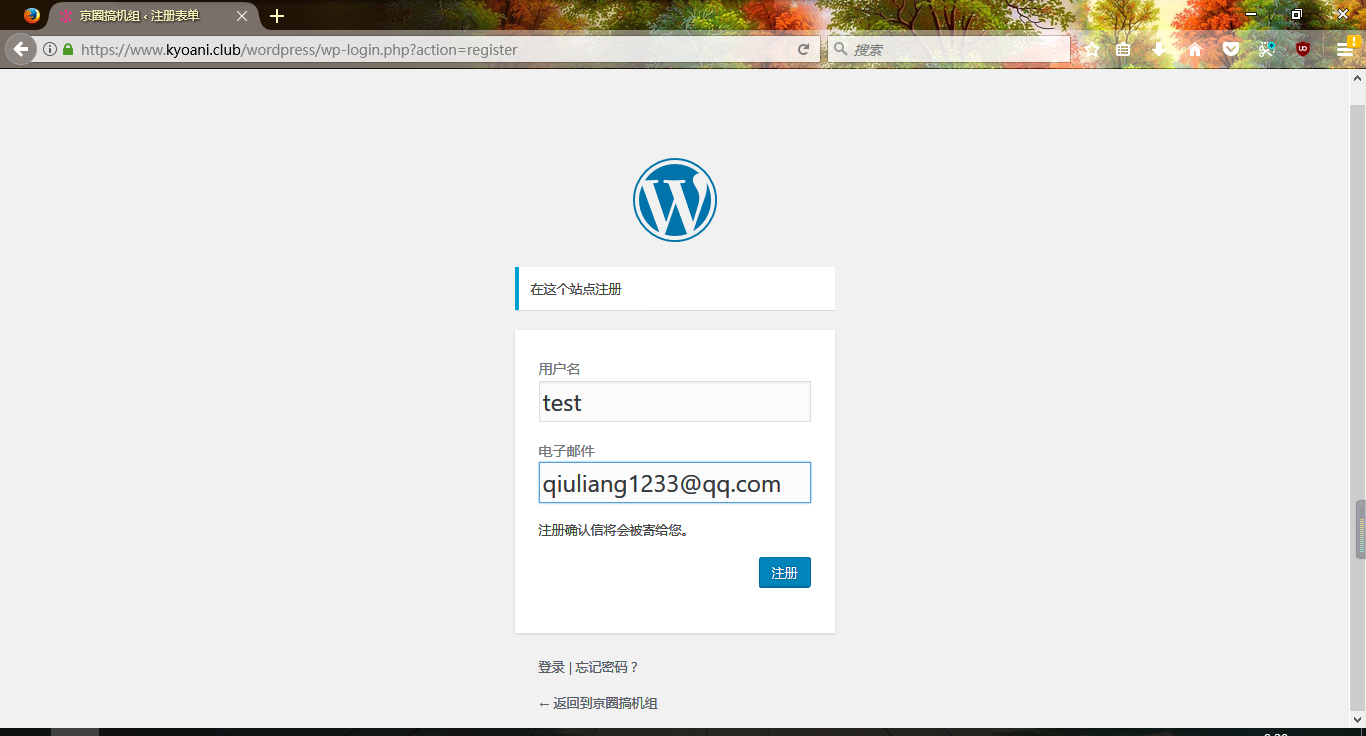 京圈搞机组 ‹ 注册表单
https://www.kyoani.club/wordpress/wp-login.php?action=register
搜索
在这个站点注册
用户名
test
电子邮件
qiuliang1233@qq.com
注册确认信将会被寄给您。
注册
登录 | 忘记密码？
← 返回到京圈搞机组